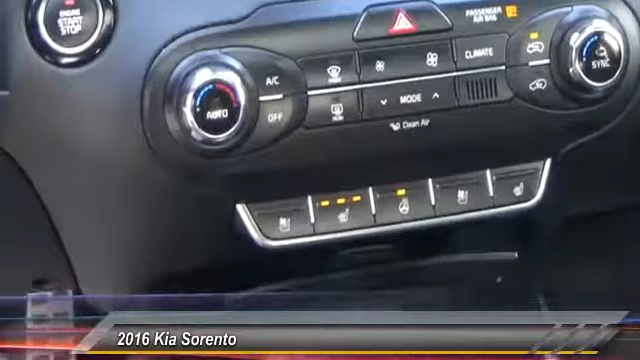 ENGINE
START
STOP
PASSENGER
AIR BAG
A/C
CLIMATE
AUTO
OFF
MODE
SYNC
Clean Air
2016 Kia Sorento